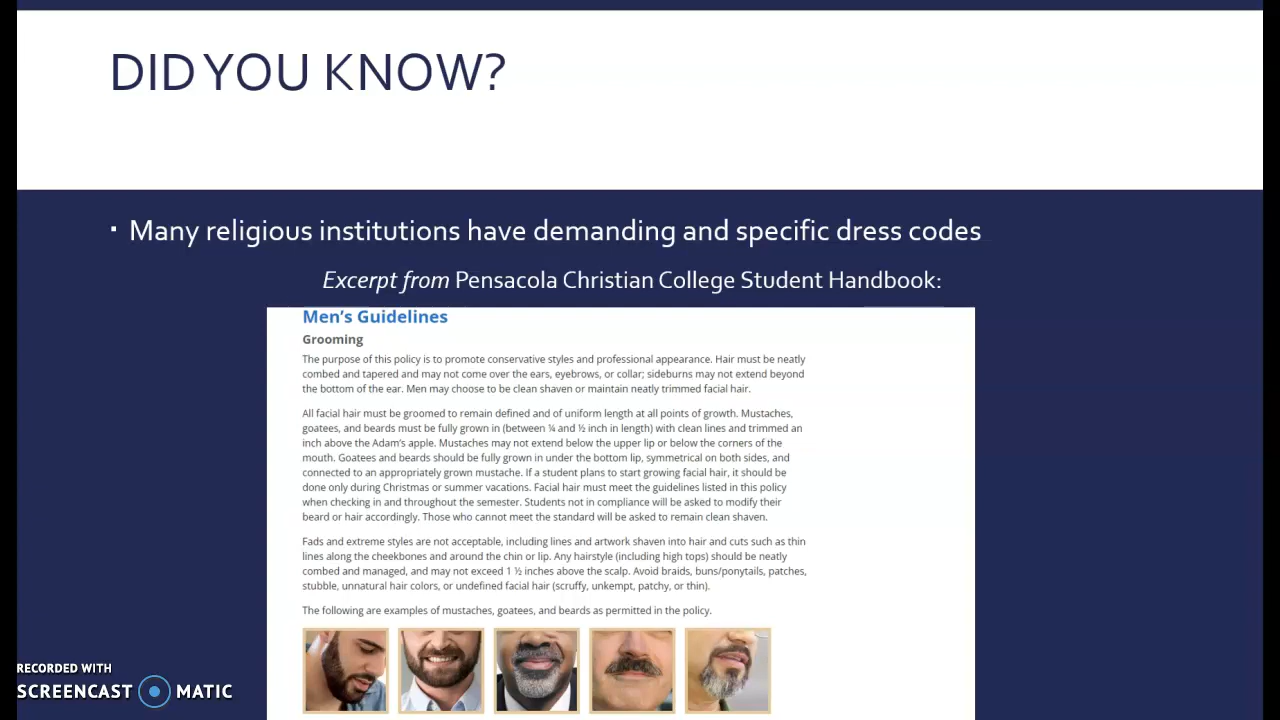 DID YOU KNOW?
▪ Many religious institutions have demanding and specific dress codes
Excerpt from Pensacola Christian College Student Handbook:
Men's Guidelines
Grooming
The purpose of this policy is to promote conservative styles and professional appearance. Hair must be neatly
combed and tapered and may not come over the ears, eyebrows, or collar; sideburns may not extend beyond
the bottom of the ear. Men may choose to be clean shaven or maintain neatly trimmed facial hair.
All facial hair must be groomed to remain defined and of uniform length at all points of growth. Mustaches,
goatees, and beards must be fully grown in (between ¼ and ½ inch in length) with clean lines and trimmed an
inch above the Adam's apple. Mustaches may not extend below the upper lip or below the corners of the
mouth. Goatees and beards should be fully grown in under the bottom lip, symmetrical on both sides, and
connected to an appropriately grown mustache. If a student plans to start growing facial hair, it should be
done only during Christmas or summer vacations. Facial hair must meet the guidelines listed in this policy
when checking in and throughout the semester. Students not in compliance will be asked to modify their
beard or hair accordingly. Those who cannot meet the standard will be asked to remain clean shaven.
Fads and extreme styles are not acceptable, including lines and artwork shaven into hair and cuts such as thin
lines along the cheekbones and around the chin or lip. Any hairstyle (including high tops) should be neatly
combed and managed, and may not exceed 1 ½ inches above the scalp. Avoid braids, buns/ponytails, patches,
stubble, unnatural hair colors, or undefined facial hair (scruffy, unkempt, patchy, or thin).
The following are examples of mustaches, goatees, and beards as permitted in the policy.
RECORDED WITH
SCREENCAST MATIC